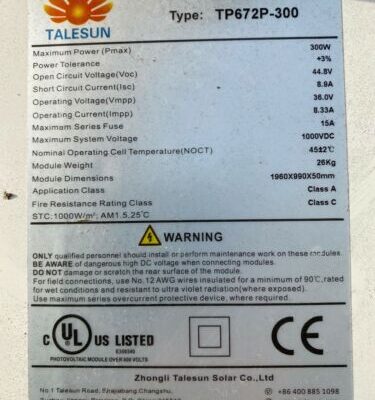 TALESUN
Type: TP672P-300
Maximum Power (Pmax) 300W
Power Tolerance +3%
Open Circuit Voltage(Voc) 44.8V
Short Circuit Current(Isc) 8.9A
Operating Voltage(Vmpp) 36.0V
Operating Current(Impp) 8.33A
Maximam Series Fuse 15A
Maximum System Voltage 1000VDC
Nominal Operating Cell Temperature(NOCT) 45±2℃
Module Weight 26Kg
Module Dimensions 1960X990X50mm
Application Class Class A
Fire Resistance Rating Class Class C
STC:1000W/m²; AM1.5,25℃
WARNING
ONLY qualified personnel should install or perform maintenance work on these modules
BE AWARE of dangerous high DC voltage when connecting modules.
DO NOT damage or scratch the rear surface of the module.
For field connections, use No.12 AWG wires insulated for a minimum of 90℃,rated
for wet conditions and resistant to ultra violet radiation(where exposed).
Use maximum series overcurrent protective device, where required.
C UL US LISTED
PHOTOVOLTAIC MODULE OVER 600 VOLTS
CE
Zhongli Talesun Solar Co.,Ltd
No.1 Talesun Road, Changshu,
+86 400 885 1098